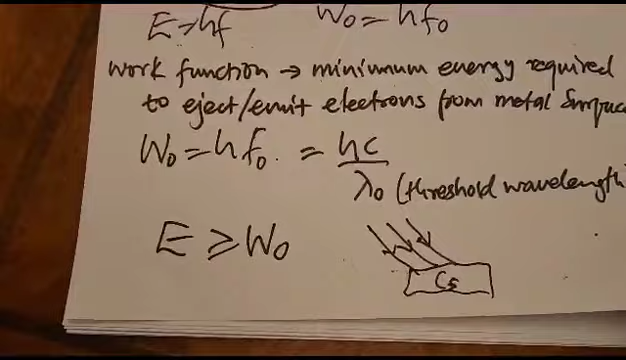 E = hf W₀ = hf₀
Work function → minimum energy required
to eject/emit electrons from metal Surfac
W₀ = hf₀. = hc/λ₀ (threshold wavelength
E ≥ W₀
Cs